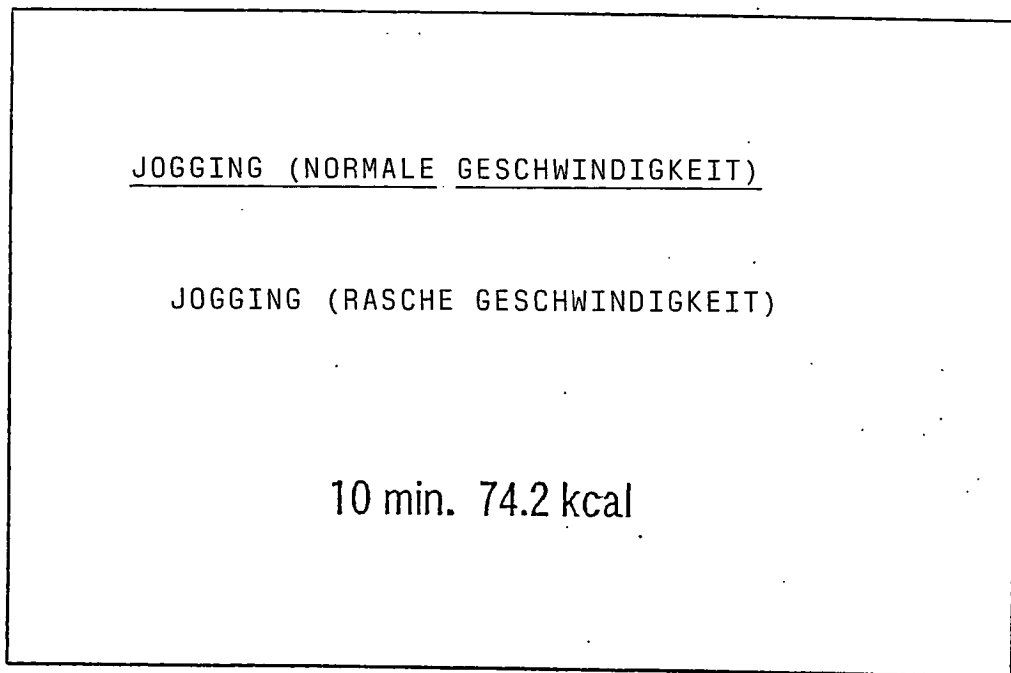 JOGGING (NORMALE GESCHWINDIGKEIT)
JOGGING (RASCHE GESCHWINDIGKEIT)
10 min. 74.2 kcal